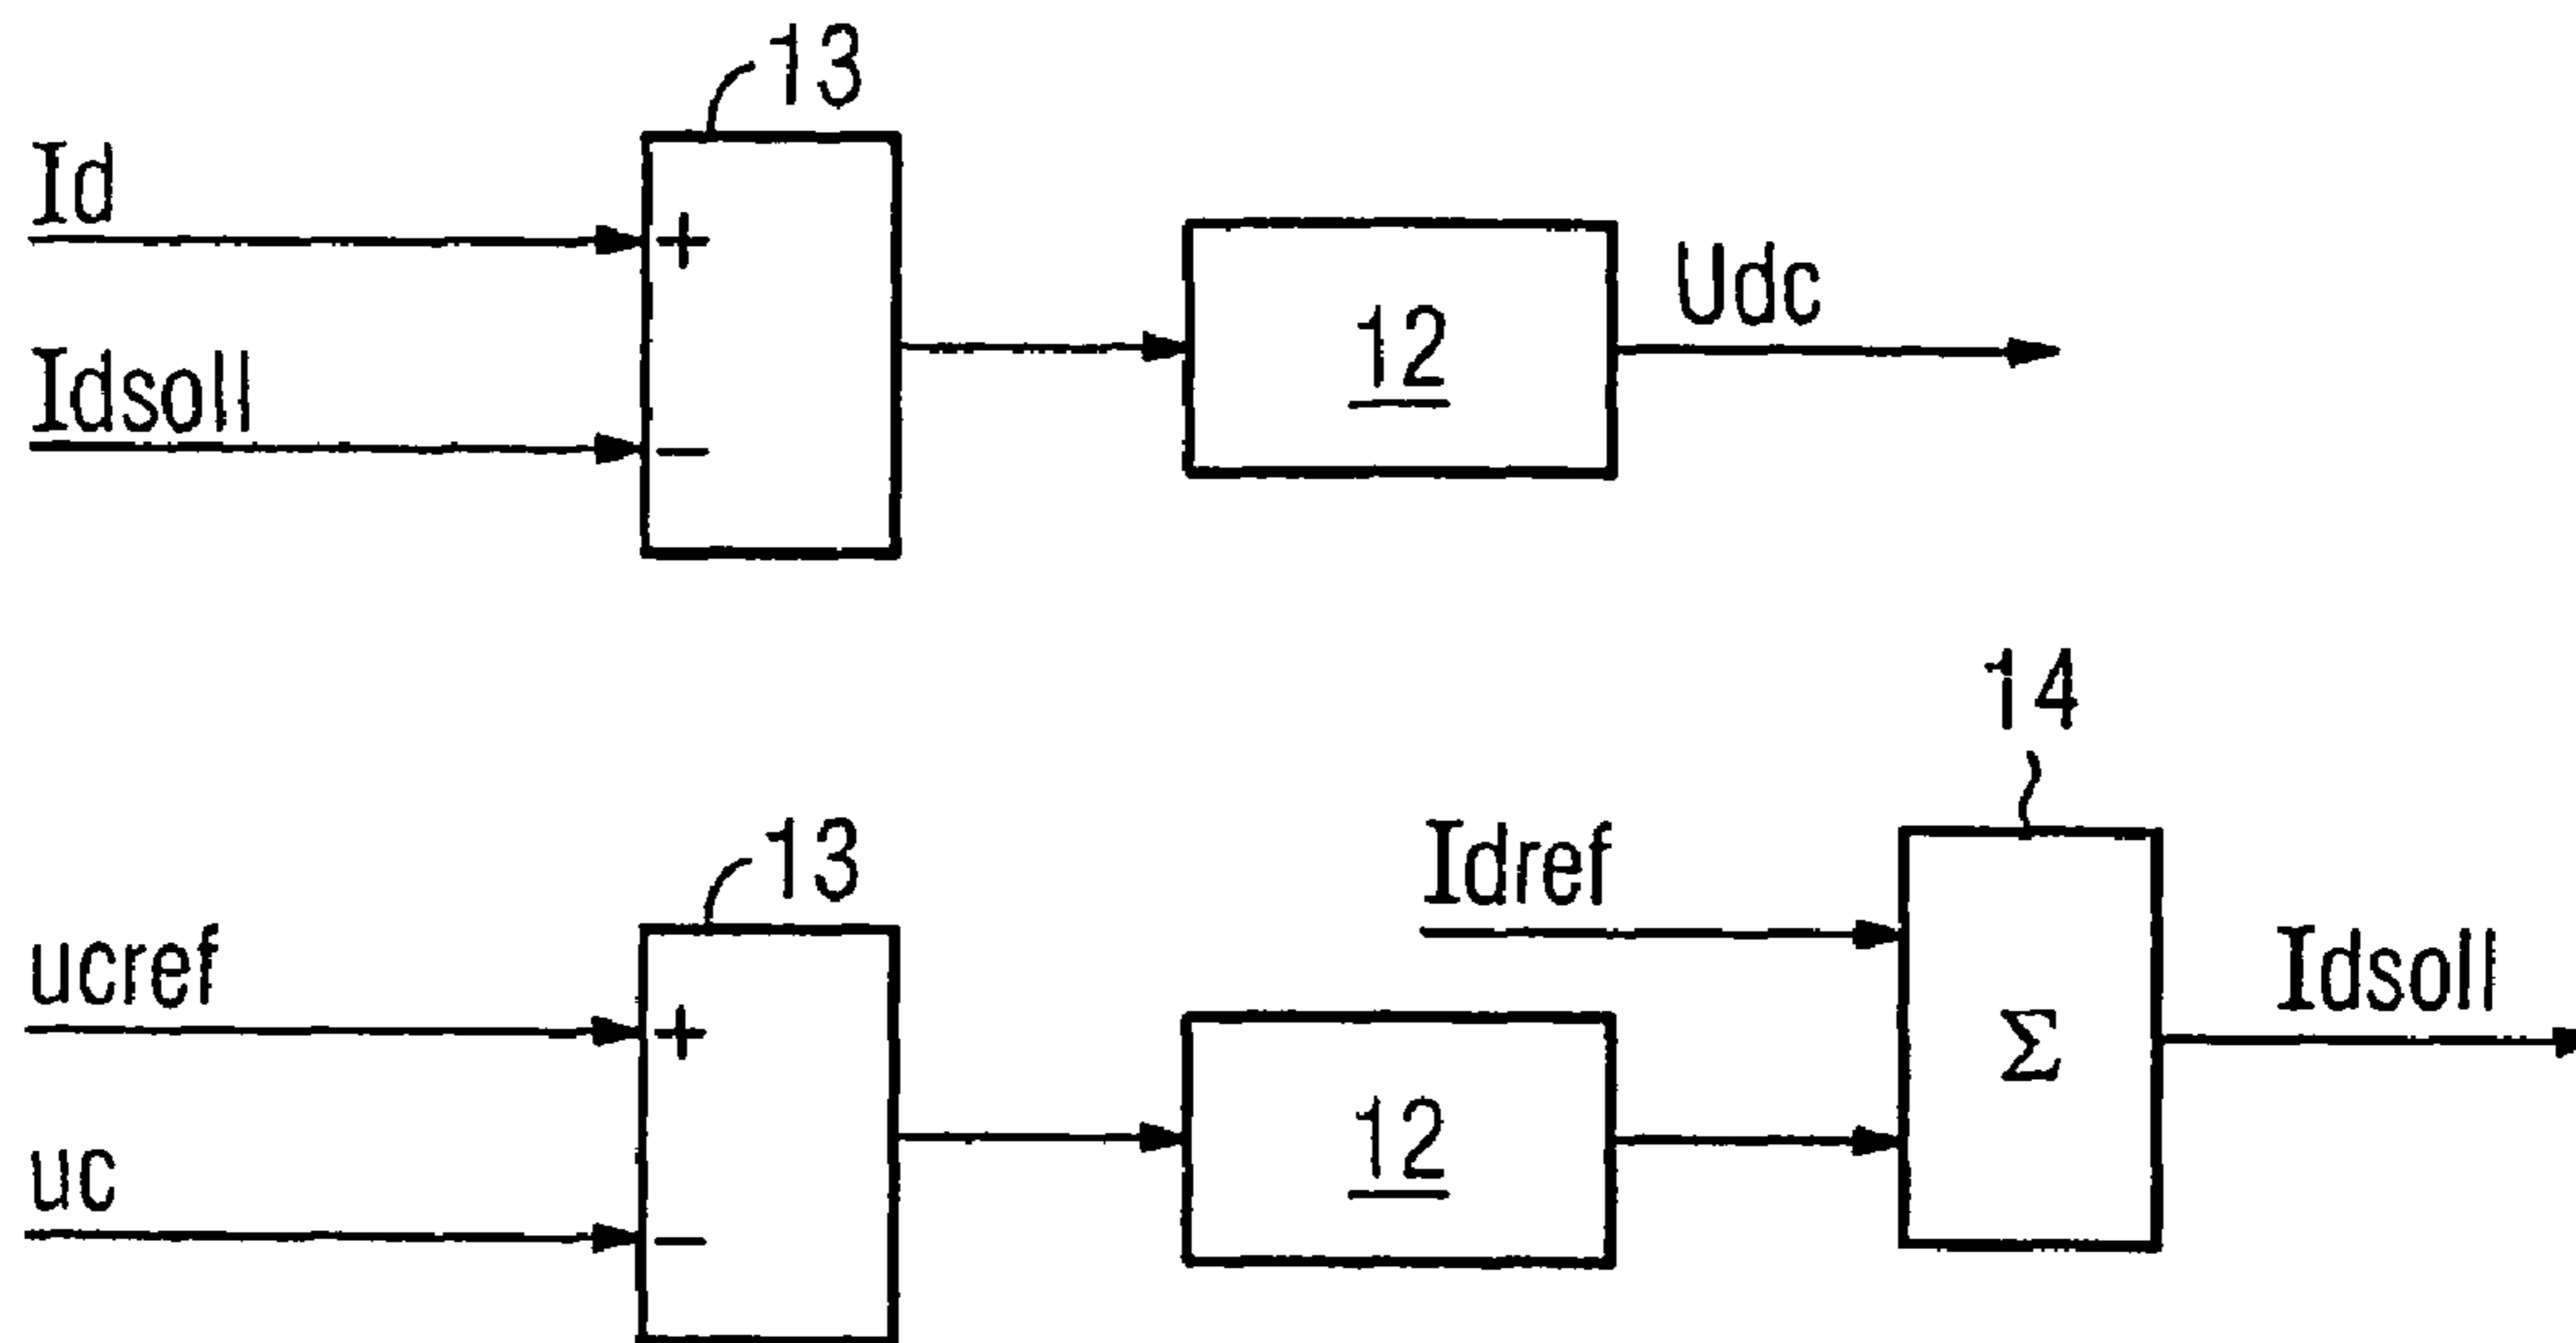 13
Id
+
Idsoll
−
12
Udc
14
13
Idref
ucref
+
Idsoll
Σ
uc
−
12